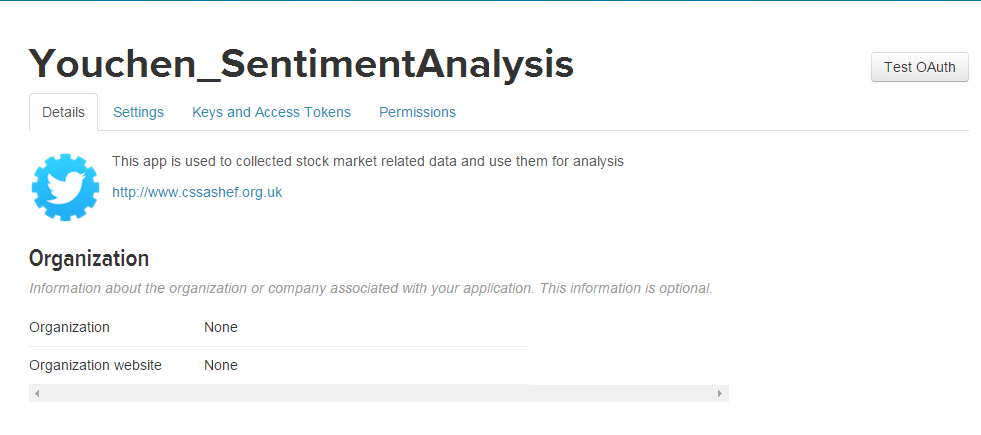 Youchen_SentimentAnalysis
Test OAuth
Details Settings Keys and Access Tokens Permissions
This app is used to collected stock market related data and use them for analysis
http://www.cssashef.org.uk
Organization
Information about the organization or company associated with your application. This information is optional.
Organization None
Organization website None